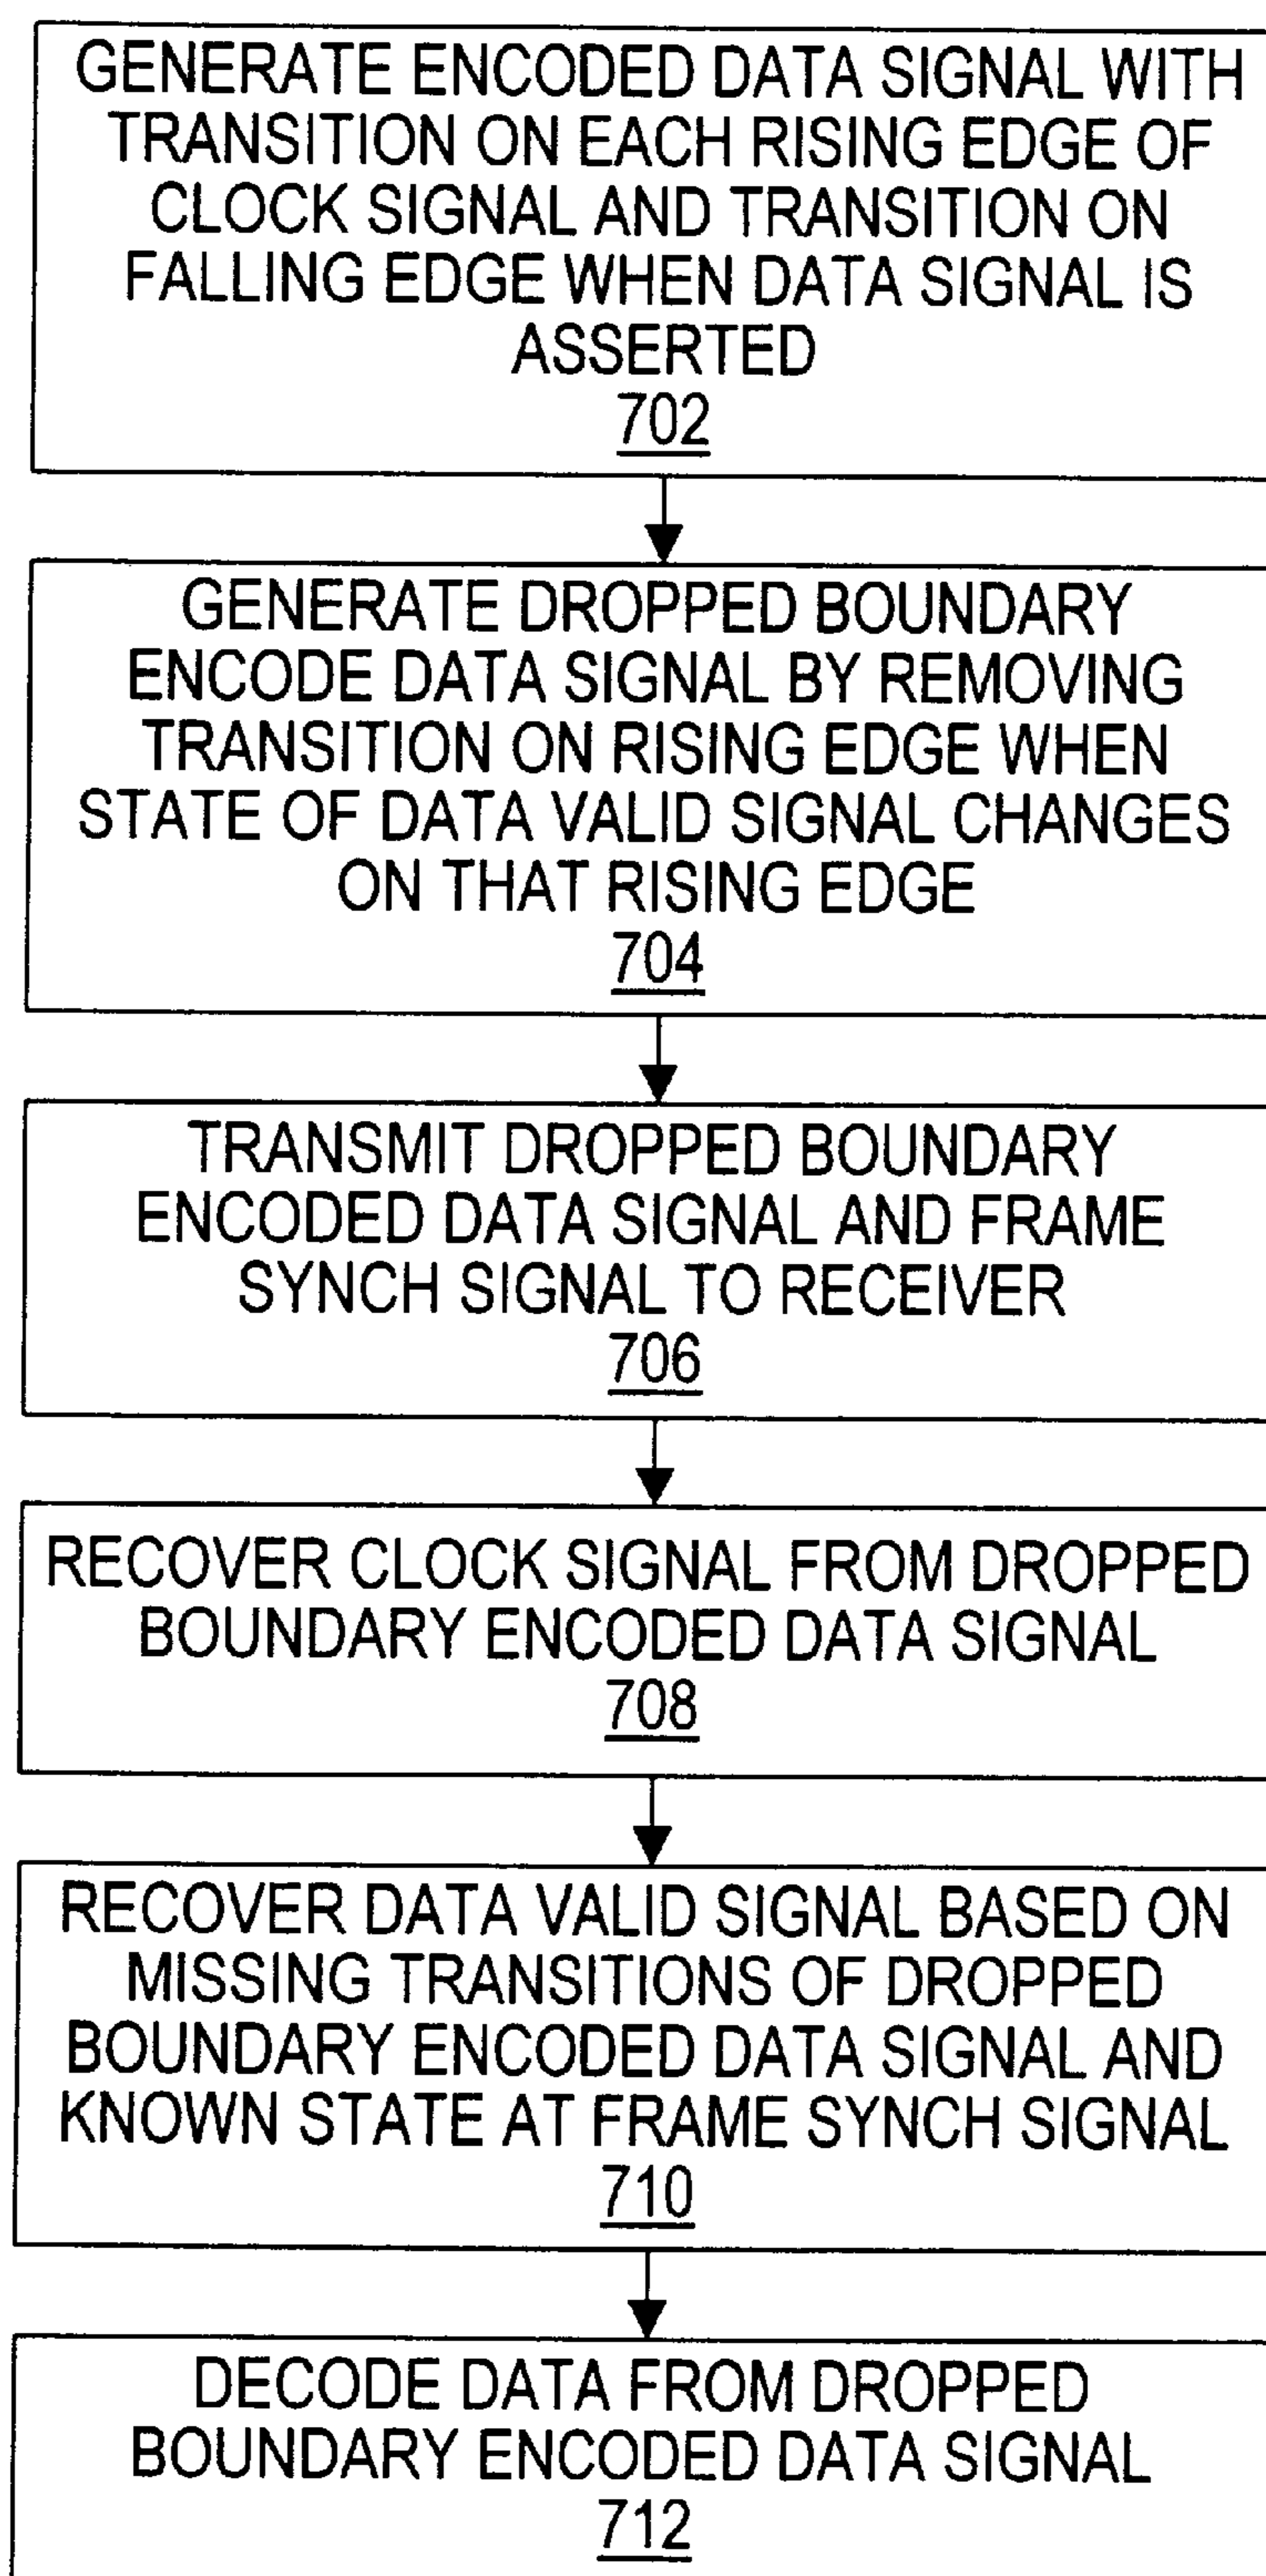 GENERATE ENCODED DATA SIGNAL WITH
TRANSITION ON EACH RISING EDGE OF
CLOCK SIGNAL AND TRANSITION ON
FALLING EDGE WHEN DATA SIGNAL IS
ASSERTED
702
GENERATE DROPPED BOUNDARY
ENCODE DATA SIGNAL BY REMOVING
TRANSITION ON RISING EDGE WHEN
STATE OF DATA VALID SIGNAL CHANGES
ON THAT RISING EDGE
704
TRANSMIT DROPPED BOUNDARY
ENCODED DATA SIGNAL AND FRAME
SYNCH SIGNAL TO RECEIVER
706
RECOVER CLOCK SIGNAL FROM DROPPED
BOUNDARY ENCODED DATA SIGNAL
708
RECOVER DATA VALID SIGNAL BASED ON
MISSING TRANSITIONS OF DROPPED
BOUNDARY ENCODED DATA SIGNAL AND
KNOWN STATE AT FRAME SYNCH SIGNAL
710
DECODE DATA FROM DROPPED
BOUNDARY ENCODED DATA SIGNAL
712